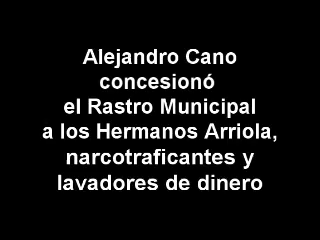 Alejandro Cano
concesionó
el Rastro Municipal
a los Hermanos Arriola,
narcotraficantes y
lavadores de dinero